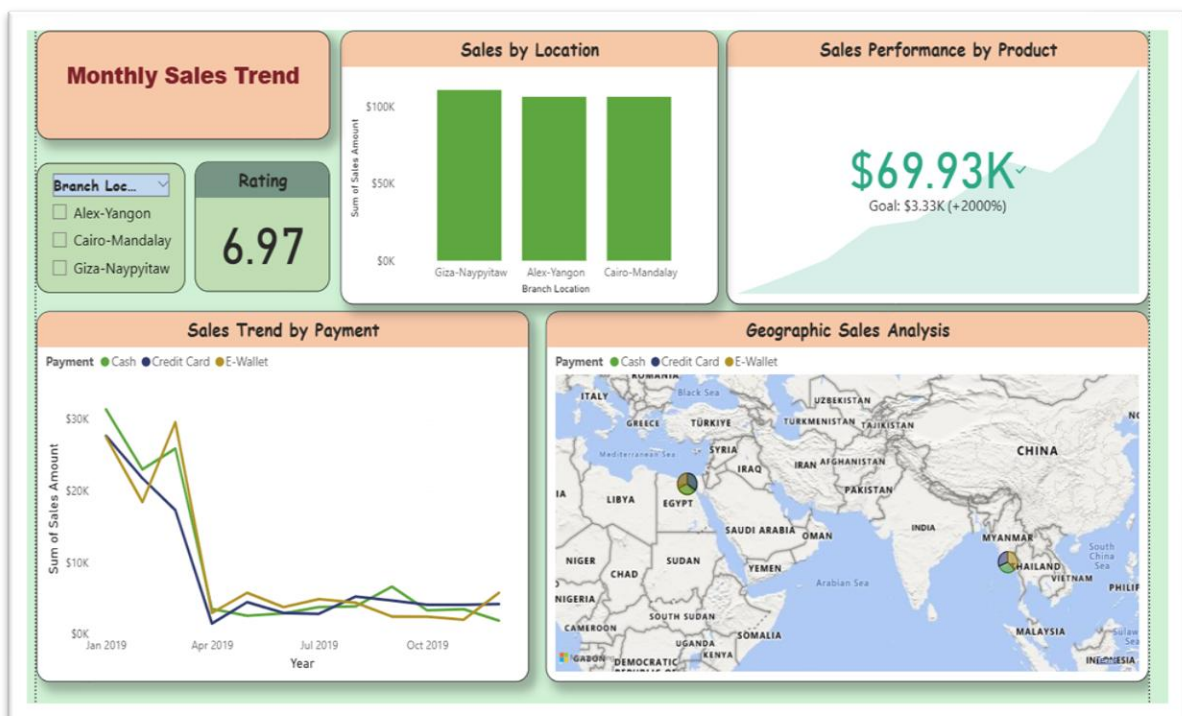 Monthly Sales Trend
Branch Loc...
Alex-Yangon
Cairo-Mandalay
Giza-Naypyitaw
Rating
6.97
Sales by Location
Sum of Sales Amount
$100K
$50K
$0K
Giza-Naypyitaw Alex-Yangon Cairo-Mandalay
Branch Location
Sales Performance by Product
$69.93K
Goal: $3.33K (+2000%)
Sales Trend by Payment
Payment Cash Credit Card E-Wallet
Sum of Sales Amount
$30K
$20K
$10K
$0K
Jan 2019 Apr 2019 Jul 2019 Oct 2019
Year
Geographic Sales Analysis
Payment Cash Credit Card E-Wallet
ROMANIA
ITALY
Black Sea
UZBEKISTAN
GREECE
TÜRKIYE
TURKMENISTAN
TAJIKISTAN
Mediterranean Sea
SYRIA
IRAQ
IRAN
AFGHANISTAN
CHINA
LIBYA
EGYPT
PAKISTAN
SAUDI ARABIA
OMAN
INDIA
MYANMAR
NIGER
CHAD
SUDAN
YEMEN
Arabian Sea
THAILAND
VIETNAM
South
China
Sea
PHILIP
NIGERIA
CAMEROON
SOUTH SUDAN
SOMALIA
UGANDA
KENYA
MALAYSIA
GABON
DEMOCRATIC
INDONESIA